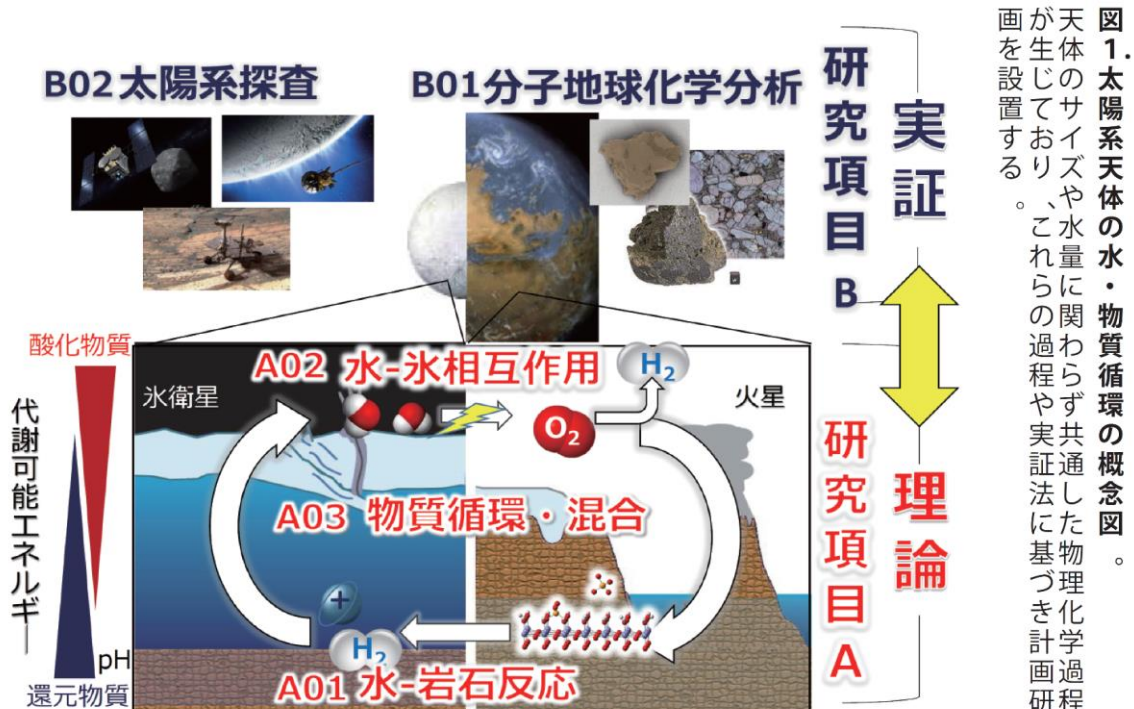 図1.太陽系天体の水・物質循環の概念図。
天体のサイズや水量に関わらず共通した物理化学過程
が生じており、これらの過程や実証法に基づき計画研
画を設置する。
実証
研究項目B
B02太陽系探査
B01分子地球化学分析
理論
研究項目A
酸化物質
代謝可能エネルギー
pH
還元物質
氷衛星
火星
A02 水-氷相互作用
H2
O2
A03 物質循環・混合
+
H2
A01 水-岩石反応